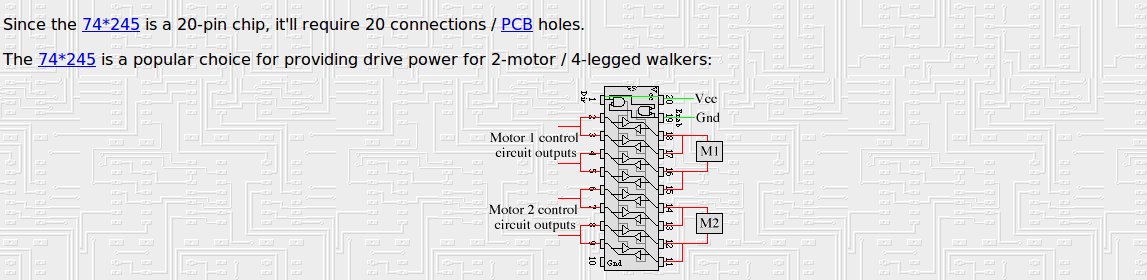 Since the 74*245 is a 20-pin chip, it'll require 20 connections / PCB holes.
The 74*245 is a popular choice for providing drive power for 2-motor / 4-legged walkers:
Dir
Vcc
1
20
Vcc
2
19
Enab
Gnd
3
18
Motor 1 control
circuit outputs
4
17
M1
5
16
6
15
7
14
Motor 2 control
circuit outputs
8
13
M2
9
12
10
Gnd
11